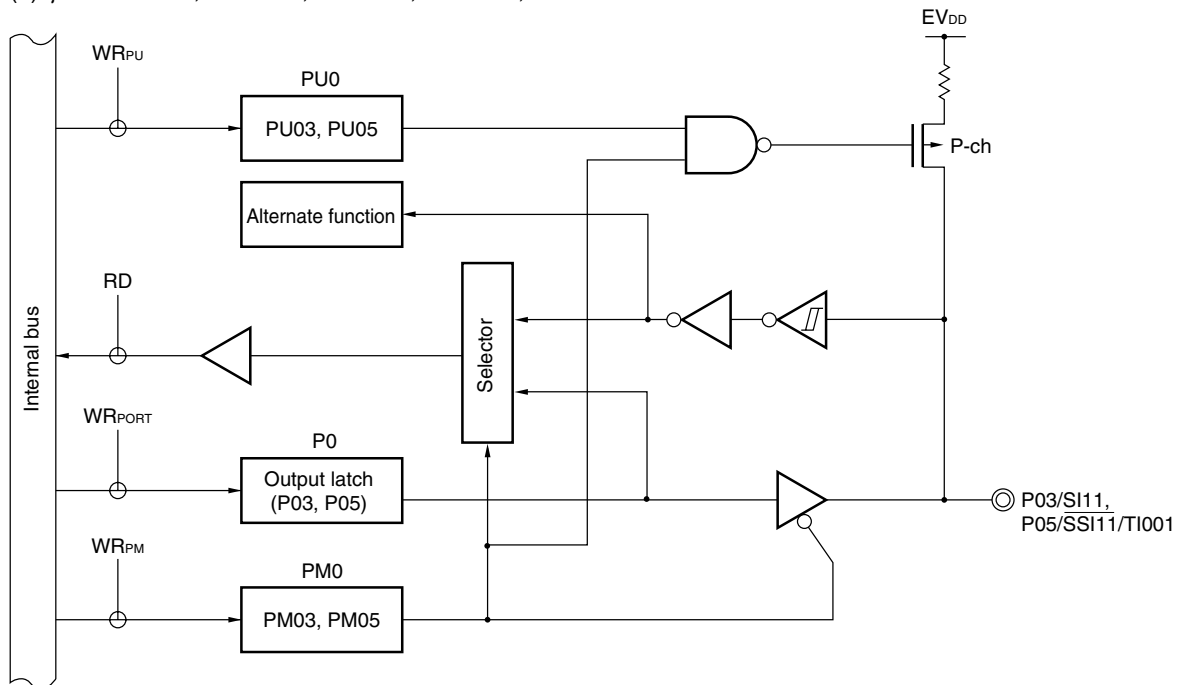 EVDD
WRPU
PU0
PU03, PU05
P-ch
Alternate function
RD
Internal bus
Selector
WRPORT
P0
Output latch
(P03, P05)
P03/SI11,
P05/SSI11/TI001
WRPM
PM0
PM03, PM05